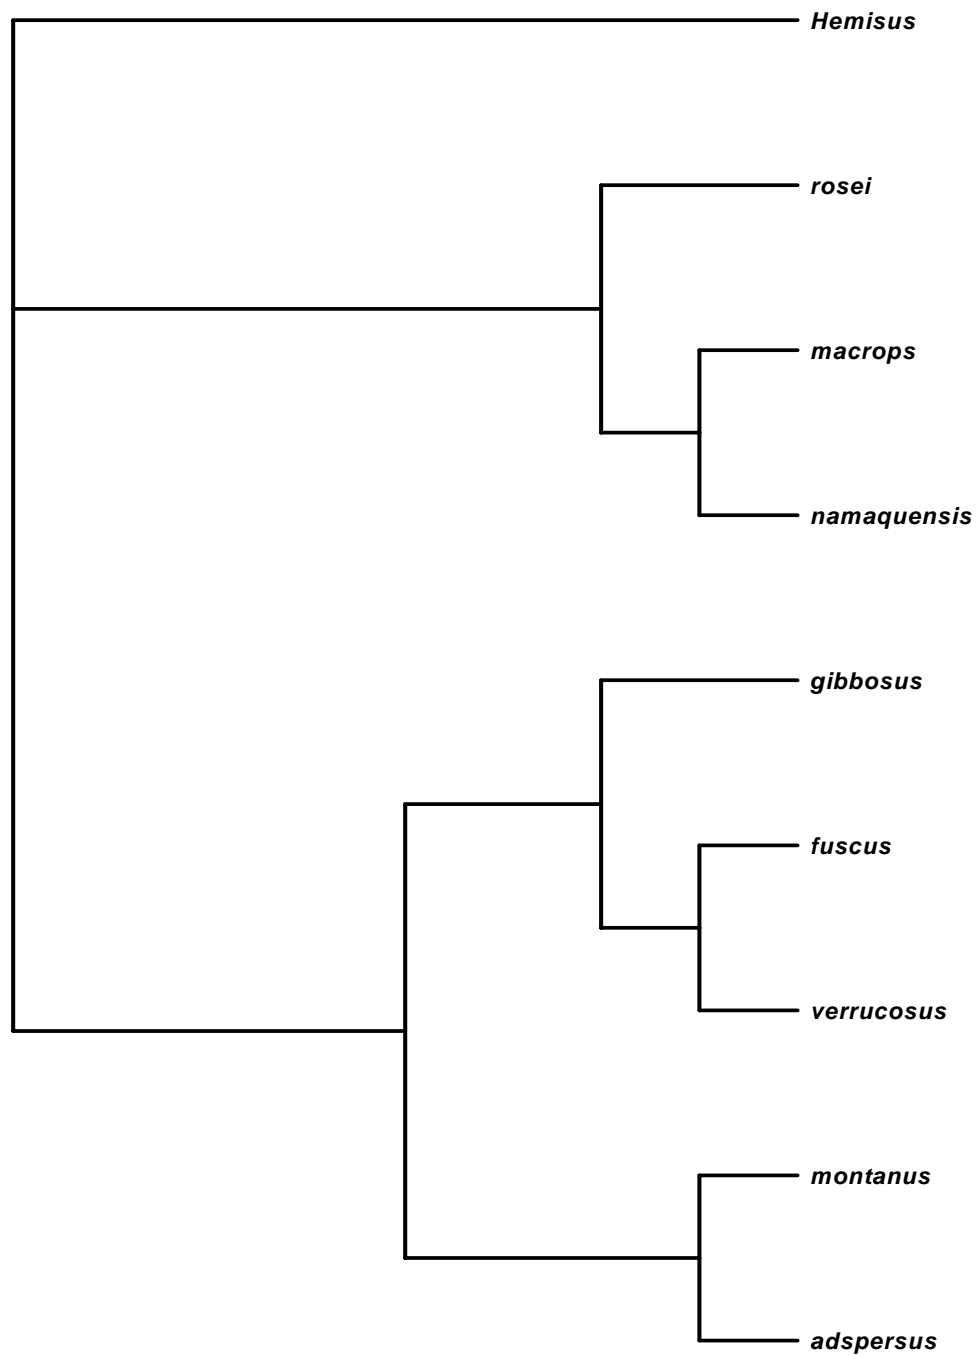 Hemisus
rosei
macrops
namaquensis
gibbosus
fuscus
verrucosus
montanus
adspersus